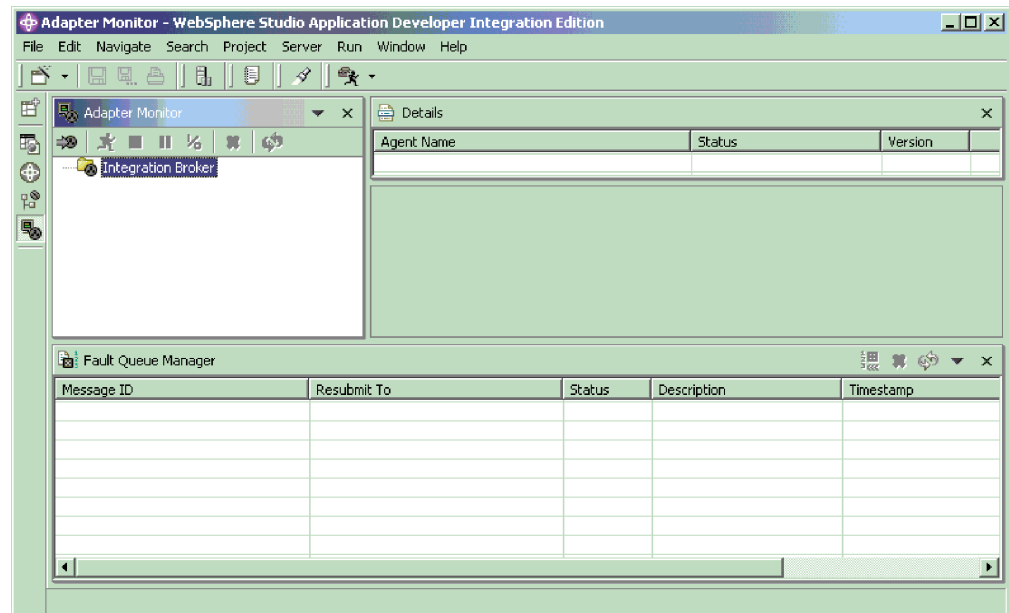 Adapter Monitor - WebSphere Studio Application Developer Integration Edition
File Edit Navigate Search Project Server Run Window Help
Adapter Monitor
Details
Agent Name Status Version
Integration Broker
Fault Queue Manager
Message ID Resubmit To Status Description Timestamp